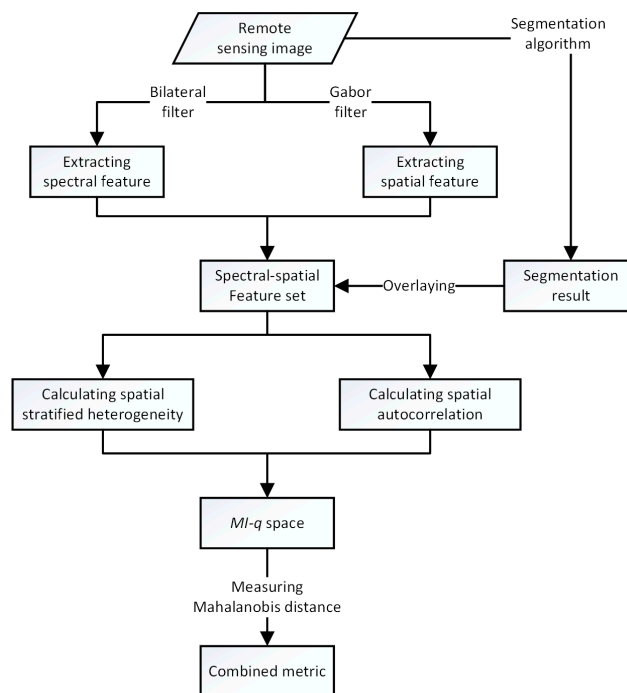 Remote
sensing image
Segmentation
algorithm
Bilateral
filter
Gabor
filter
Extracting
spectral feature
Extracting
spatial feature
Spectral-spatial
Feature set
Overlaying
Segmentation
result
Calculating spatial
stratified heterogeneity
Calculating spatial
autocorrelation
MI-q space
Measuring
Mahalanobis distance
Combined metric